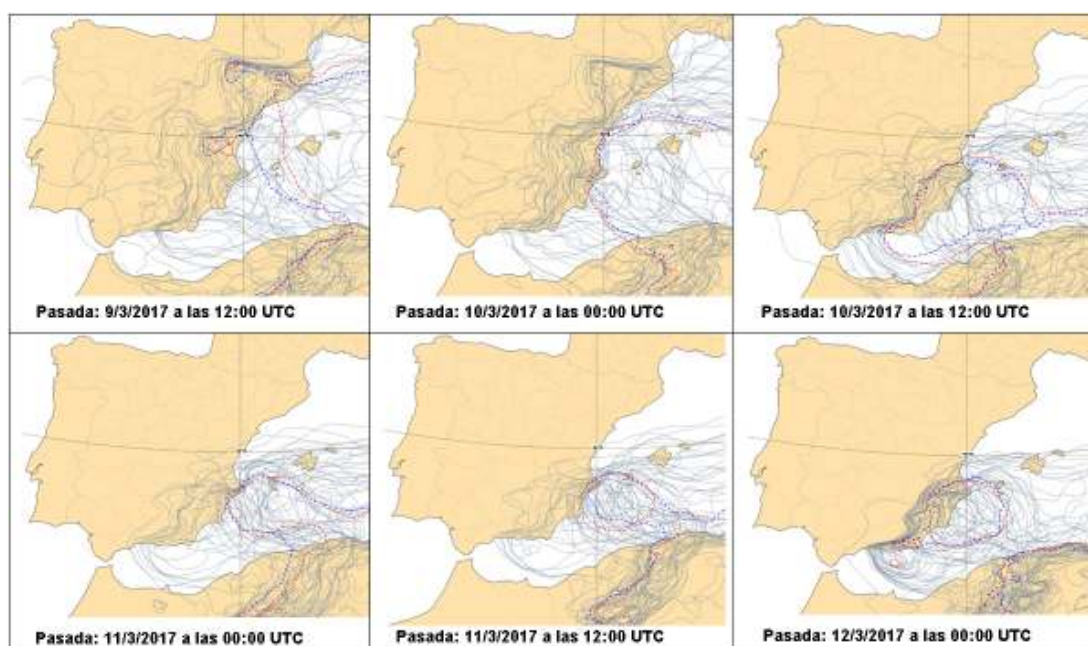 Pasada: 9/3/2017 a las 12:00 UTC
Pasada: 10/3/2017 a las 00:00 UTC
Pasada: 10/3/2017 a las 12:00 UTC
Pasada: 11/3/2017 a las 00:00 UTC
Pasada: 11/3/2017 a las 12:00 UTC
Pasada: 12/3/2017 a las 00:00 UTC